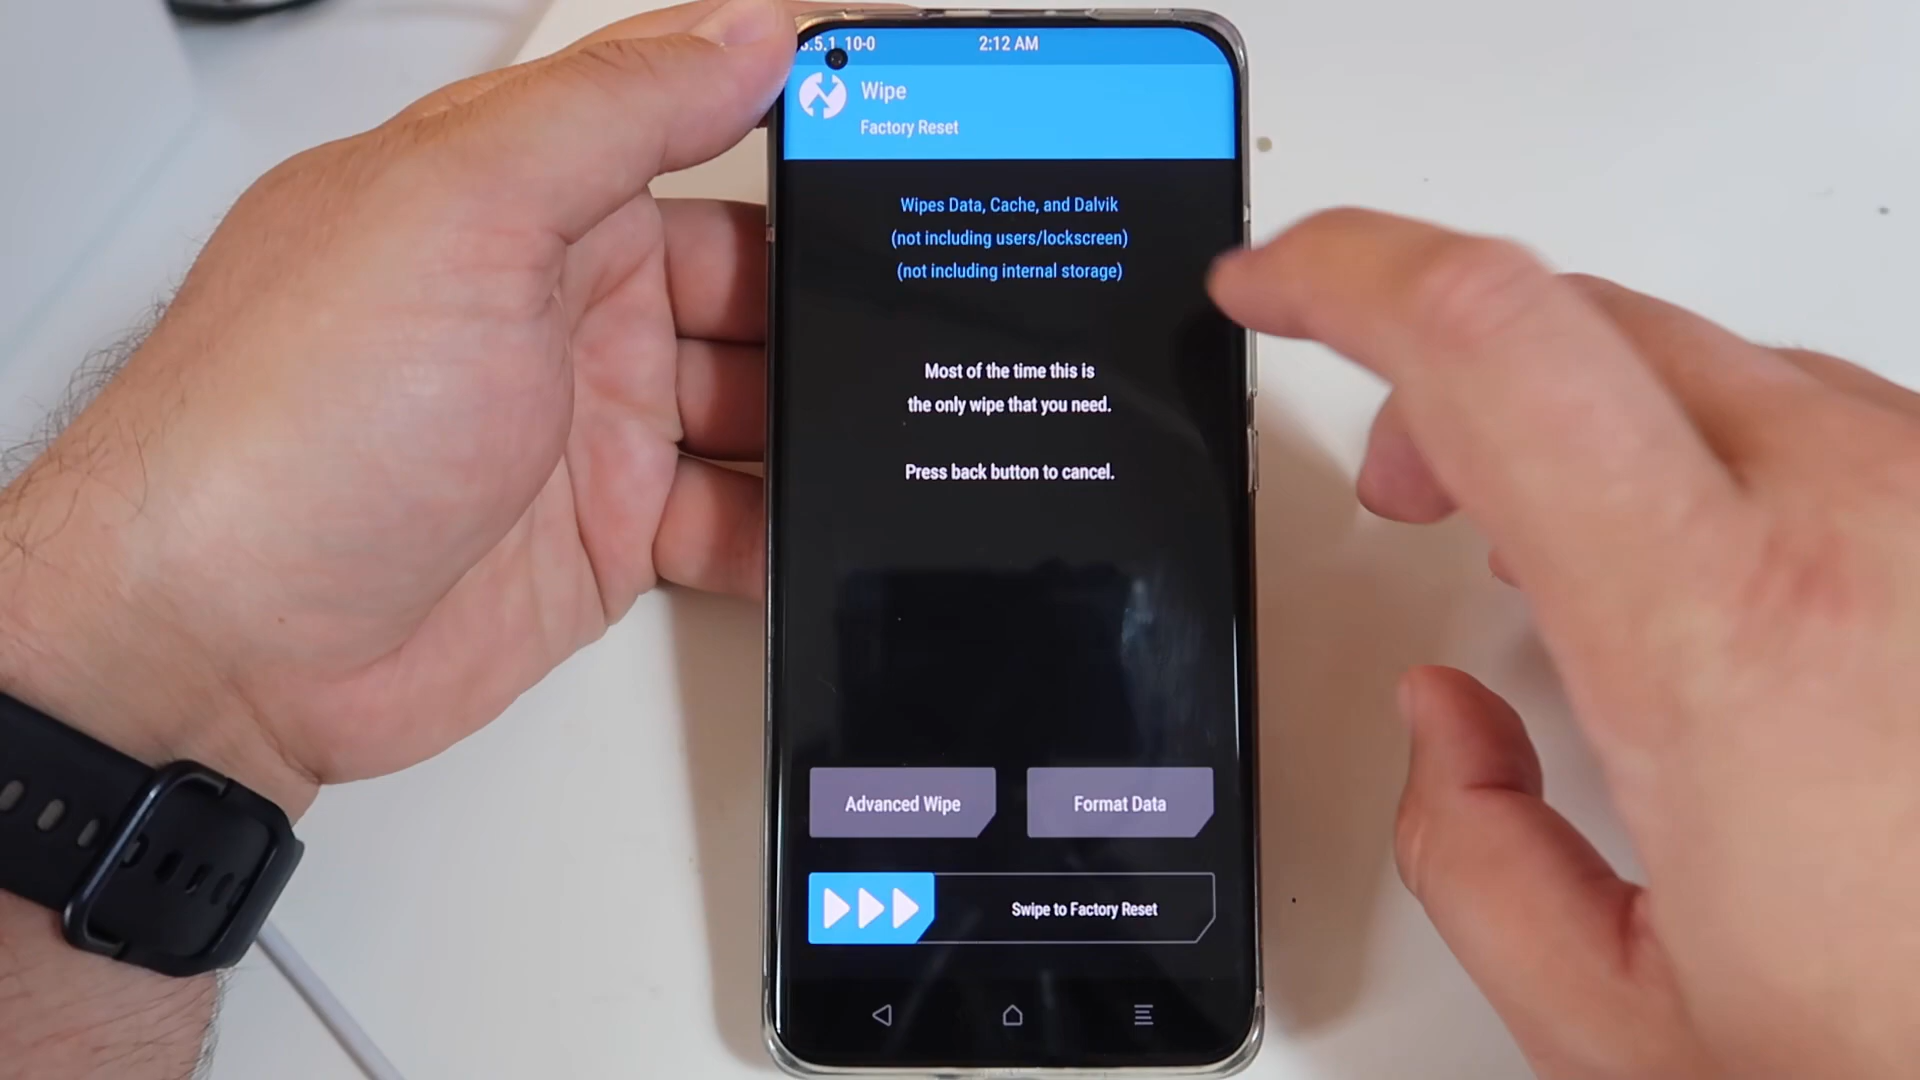 .5.1_10-0 2:12 AM
Wipe
Factory Reset
Wipes Data, Cache, and Dalvik
(not including users/lockscreen)
(not including internal storage)
Most of the time this is
the only wipe that you need.
Press back button to cancel.
Advanced Wipe Format Data
Swipe to Factory Reset